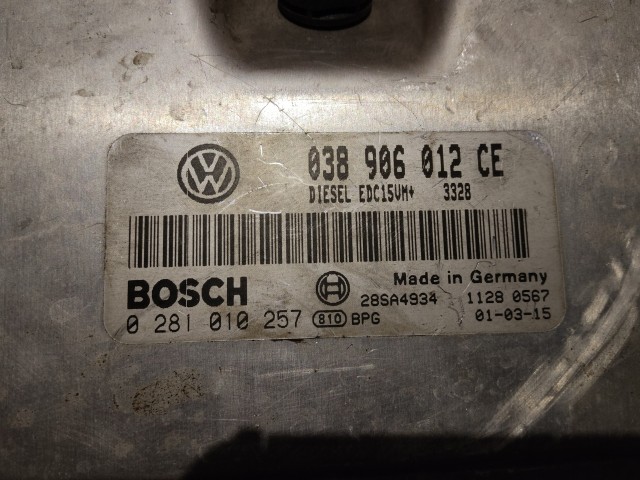 038 906 012 CE
DIESEL EDC15VM+ 3328
BOSCH
Made in Germany
28SA4934 1128 0567
0 281 010 257 810 BPG 01-03-15